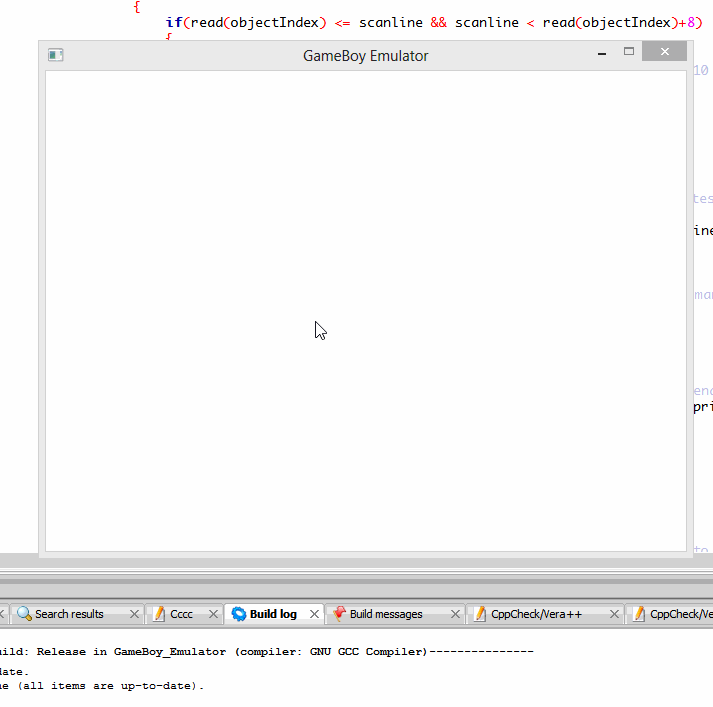 {
if(read(objectIndex) <= scanline && scanline < read(objectIndex)+8)
{
GameBoy Emulator
10
tes
ine
man
end
pri
to
Search results Cccc Build log Build messages CppCheck/Vera++ CppCheck/Ve
uild: Release in GameBoy_Emulator (compiler: GNU GCC Compiler)---------------
date.
ne (all items are up-to-date).